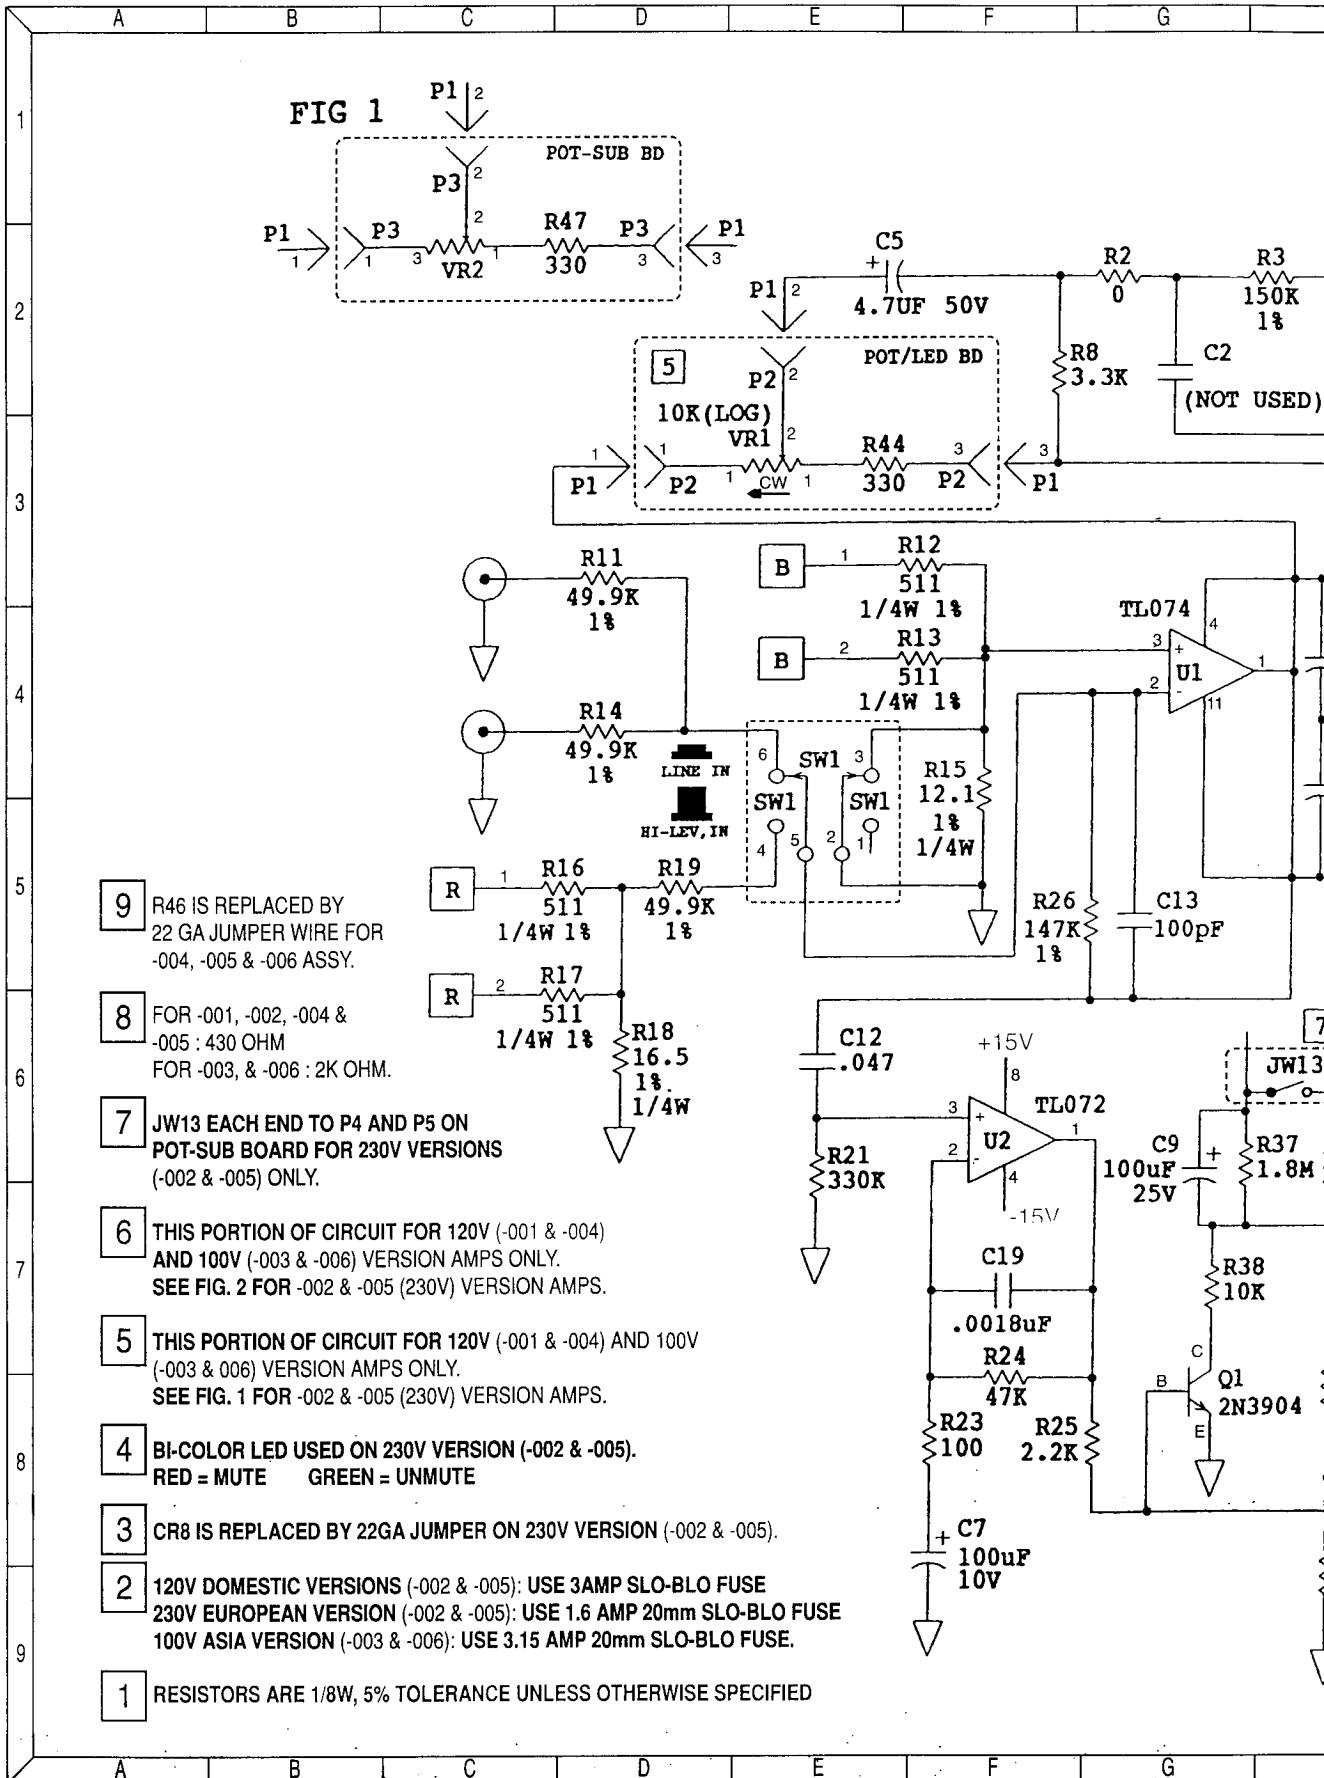 A B C D E F G
1
FIG 1
P1 2
POT-SUB BD
2
P3
2
P1 P3 R47 P3 P1
1 1 3 VR2 1 330 3 3
2
C5
+
4.7UF 50V
R2
0
R3
150K
1%
P1 2
5
POT/LED BD
P2 2
R8
3.3K
C2
(NOT USED)
10K(LOG)
VR1 2
R44
330
1 1 1 CW 1 3 3
P1 P2 P2 P1
3
R11
49.9K
1%
B 1 R12
511
1/4W 1%
B 2 R13
511
1/4W 1%
TL074
4
3 +
U1 1
2 -
11
4
R14
49.9K
1%
LINE IN
HI-LEV,IN
6 SW1 3
SW1 SW1
4 5 2 1
R15
12.1
1%
1/4W
5
R 1 R16
511
1/4W 1%
R19
49.9K
1%
R26
147K
1%
C13
100pF
R 2 R17
511
1/4W 1%
R18
16.5
1%
1/4W
6
C12
.047
+15V
8
TL072
3 +
U2 1
2 -
4
-15V
R21
330K
7
JW13
C9 +
100uF
25V
R37
1.8M
7
C19
.0018uF
R38
10K
R24
47K
C
B Q1
2N3904
E
R23
100
R25
2.2K
8
+ C7
100uF
10V
9
9 R46 IS REPLACED BY
22 GA JUMPER WIRE FOR
-004, -005 & -006 ASSY.
8 FOR -001, -002, -004 &
-005 : 430 OHM
FOR -003, & -006 : 2K OHM.
7 JW13 EACH END TO P4 AND P5 ON
POT-SUB BOARD FOR 230V VERSIONS
(-002 & -005) ONLY.
6 THIS PORTION OF CIRCUIT FOR 120V (-001 & -004)
AND 100V (-003 & -006) VERSION AMPS ONLY.
SEE FIG. 2 FOR -002 & -005 (230V) VERSION AMPS.
5 THIS PORTION OF CIRCUIT FOR 120V (-001 & -004) AND 100V
(-003 & 006) VERSION AMPS ONLY.
SEE FIG. 1 FOR -002 & -005 (230V) VERSION AMPS.
4 BI-COLOR LED USED ON 230V VERSION (-002 & -005).
RED = MUTE GREEN = UNMUTE
3 CR8 IS REPLACED BY 22GA JUMPER ON 230V VERSION (-002 & -005).
2 120V DOMESTIC VERSIONS (-002 & -005): USE 3AMP SLO-BLO FUSE
230V EUROPEAN VERSION (-002 & -005): USE 1.6 AMP 20mm SLO-BLO FUSE
100V ASIA VERSION (-003 & -006): USE 3.15 AMP 20mm SLO-BLO FUSE.
1 RESISTORS ARE 1/8W, 5% TOLERANCE UNLESS OTHERWISE SPECIFIED
A B C D E F G